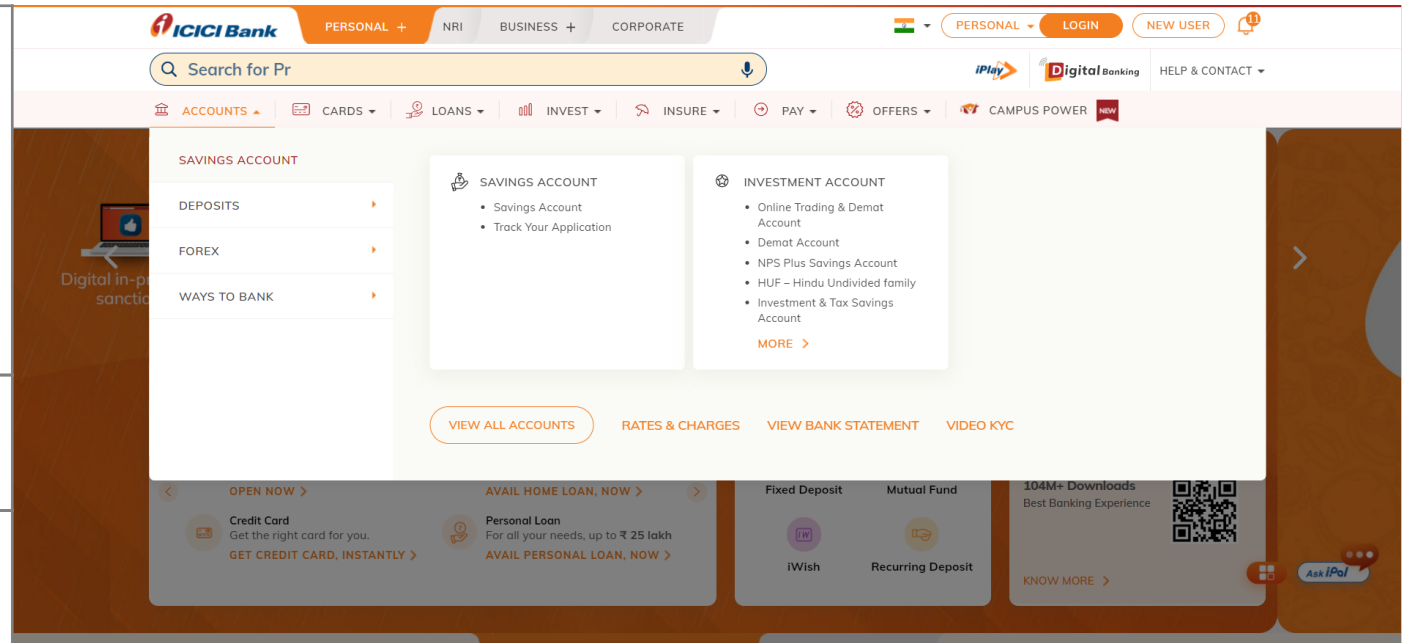 ICICI Bank
PERSONAL +
NRI
BUSINESS +
CORPORATE
PERSONAL
LOGIN
NEW USER
11
Search for Pr
iPlay
Digital Banking
HELP & CONTACT
ACCOUNTS
CARDS
LOANS
INVEST
INSURE
PAY
OFFERS
CAMPUS POWER
NEW
SAVINGS ACCOUNT
DEPOSITS
FOREX
WAYS TO BANK
SAVINGS ACCOUNT
• Savings Account
• Track Your Application
INVESTMENT ACCOUNT
• Online Trading & Demat
Account
• Demat Account
• NPS Plus Savings Account
• HUF – Hindu Undivided family
• Investment & Tax Savings
Account
MORE >
VIEW ALL ACCOUNTS
RATES & CHARGES
VIEW BANK STATEMENT
VIDEO KYC
Digital in-p
sanctio
OPEN NOW >
AVAIL HOME LOAN, NOW >
Credit Card
Get the right card for you.
GET CREDIT CARD, INSTANTLY >
Personal Loan
For all your needs, up to ₹ 25 lakh
AVAIL PERSONAL LOAN, NOW >
Fixed Deposit
Mutual Fund
iWish
Recurring Deposit
104M+ Downloads
Best Banking Experience
KNOW MORE >
Ask iPal